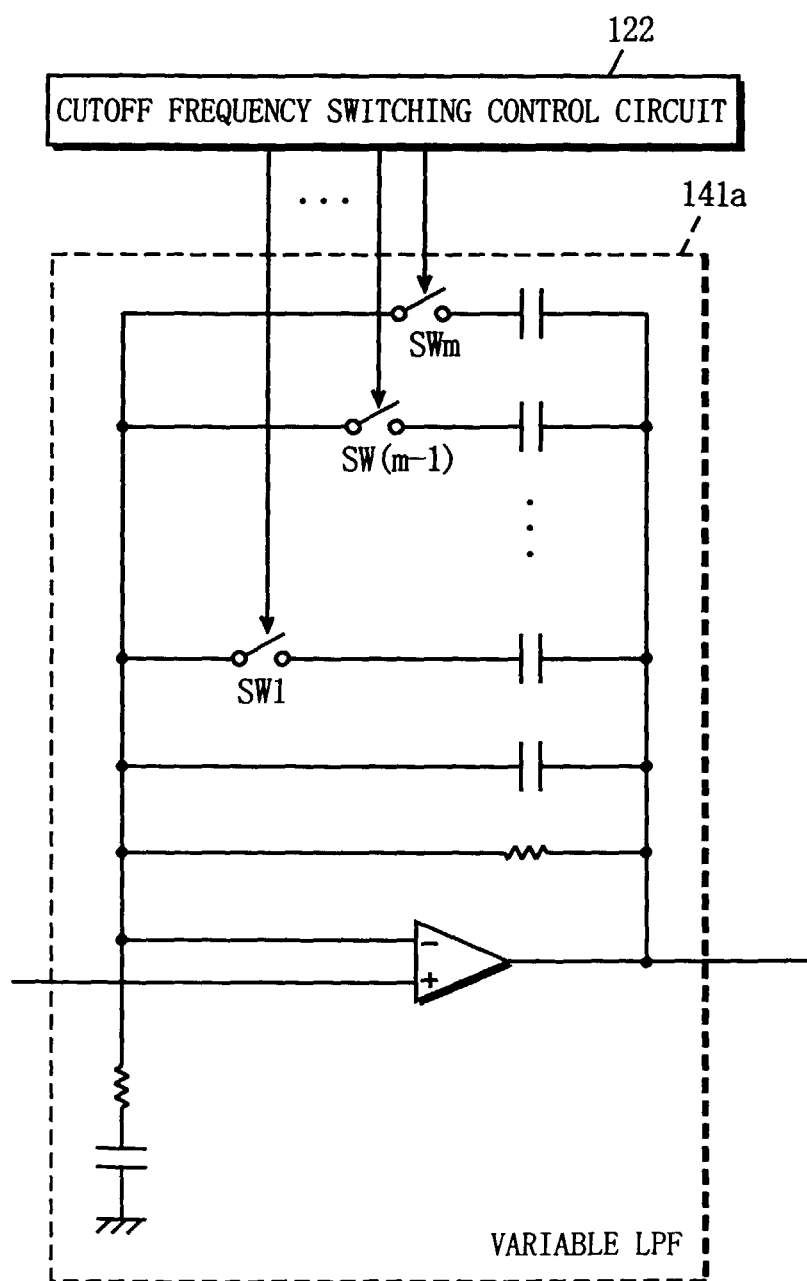 122
CUTOFF FREQUENCY SWITCHING CONTROL CIRCUIT
141a
...
SWm
SW(m-1)
SW1
-
+
VARIABLE LPF